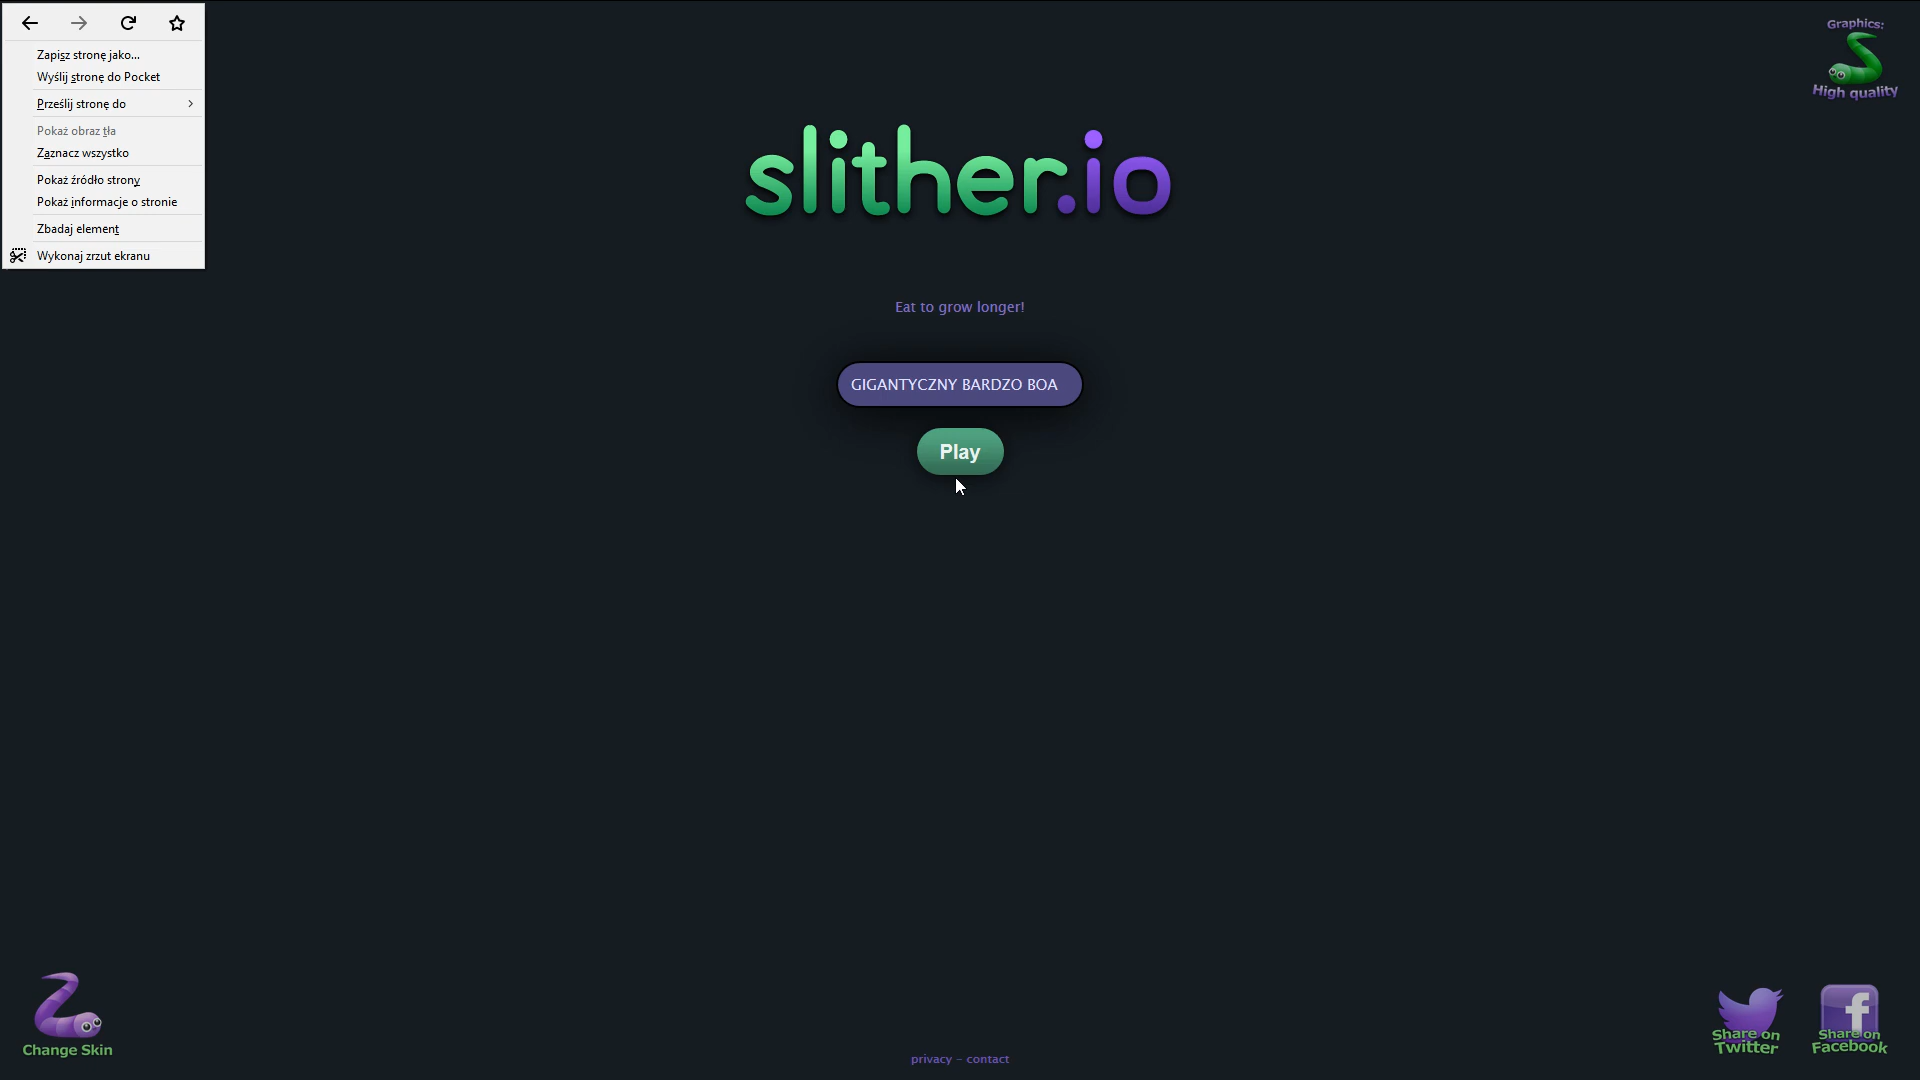 Zapisz stronę jako...
Wyślij stronę do Pocket
Prześlij stronę do
Pokaż obraz tła
Zaznacz wszystko
Pokaż źródło strony
Pokaż informacje o stronie
Zbadaj element
Wykonaj zrzut ekranu
Graphics:
High quality
slither.io
Eat to grow longer!
GIGANTYCZNY BARDZO BOA
Play
Change Skin
privacy – contact
Share on
Twitter
Share on
Facebook